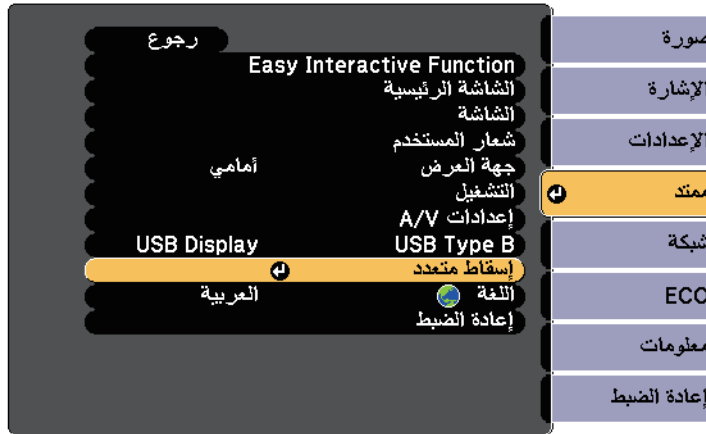 صورة
الإشارة
الإعدادات
ممتد
شبكة
ECO
معلومات
إعادة الضبط
رجوع
Easy Interactive Function
الشاشة الرئيسية
الشاشة
شعار المستخدم
جهة العرض أمامي
التشغيل
إعدادات A/V
USB Type B USB Display
إسقاط متعدد
اللغة العربية
إعادة الضبط